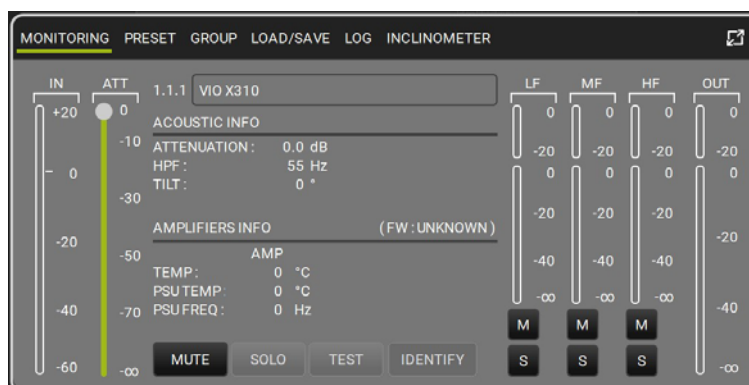 MONITORING PRESET GROUP LOAD/SAVE LOG INCLINOMETER
IN ATT LF MF HF OUT
1.1.1 VIO X310
+20 0 0 0 0 0
ACOUSTIC INFO
-10 ATTENUATION: 0.0 dB -20 -20 -20 -20
HPF: 55 Hz
0 0 0 0 0
TILT: 0 °
-30
-20 -20 -20
AMPLIFIERS INFO (FW:UNKNOWN)
-20 -20
-50 AMP -40 -40 -40
TEMP: 0 °C
PSU TEMP: 0 °C -∞ -∞ -∞
-40 -70 PSU FREQ: 0 Hz -40
M M M
MUTE SOLO TEST IDENTIFY S S S
-60 -∞ -∞